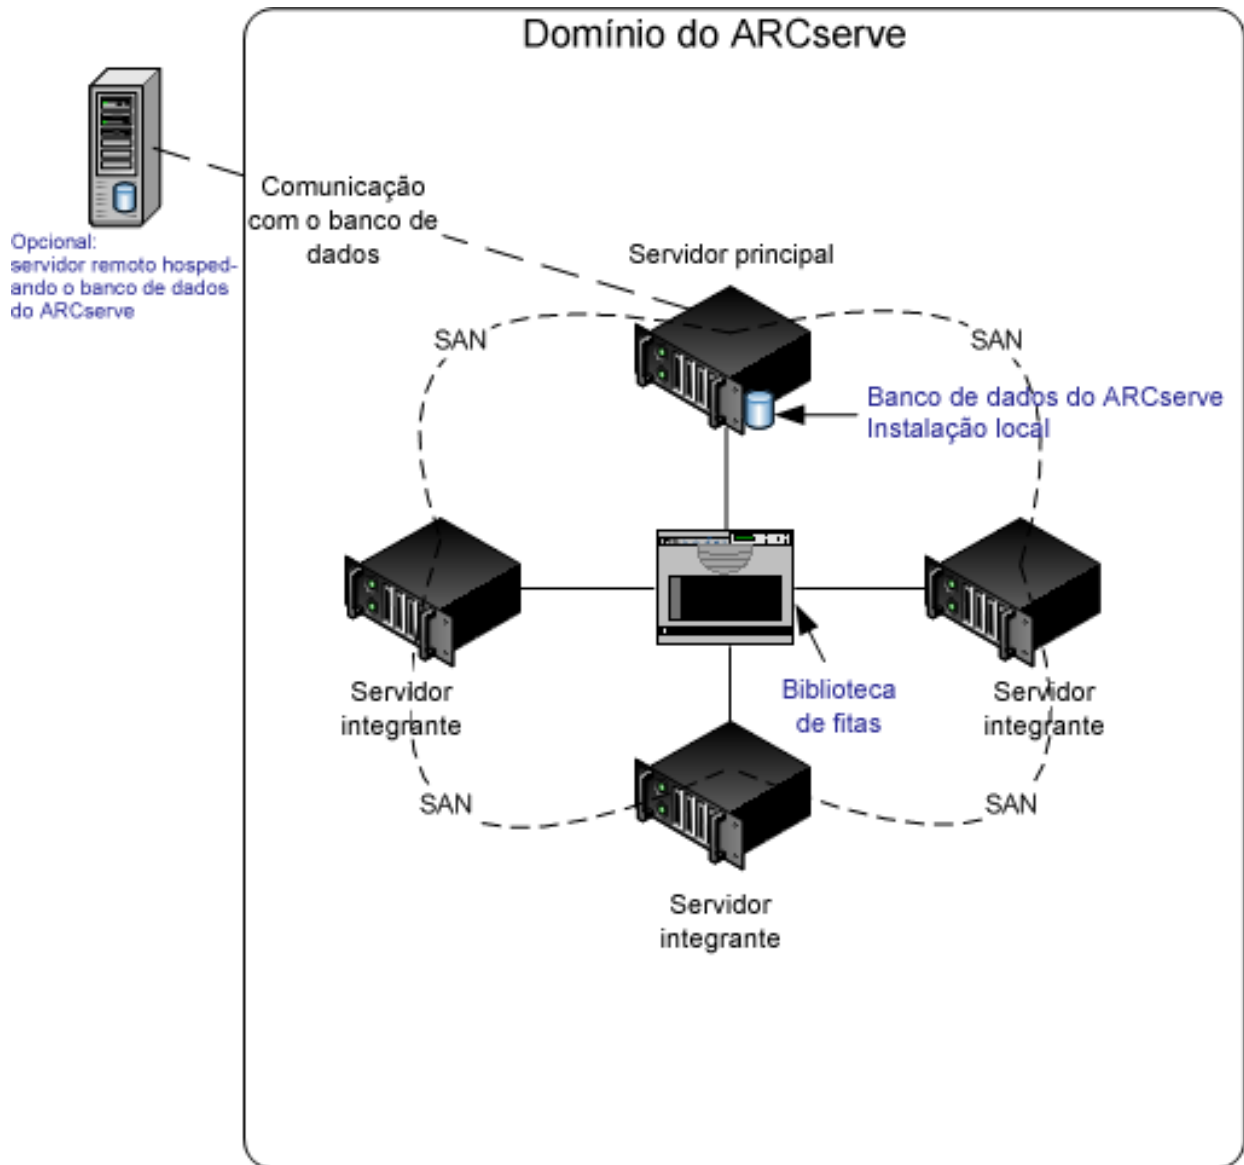 Domínio do ARCserve
Comunicação
com o banco de
dados
Opcional:
servidor remoto hosped-
ando o banco de dados
do ARCserve
Servidor principal
SAN
SAN
Banco de dados do ARCserve
Instalação local
Servidor
integrante
Biblioteca
de fitas
Servidor
integrante
SAN
SAN
Servidor
integrante